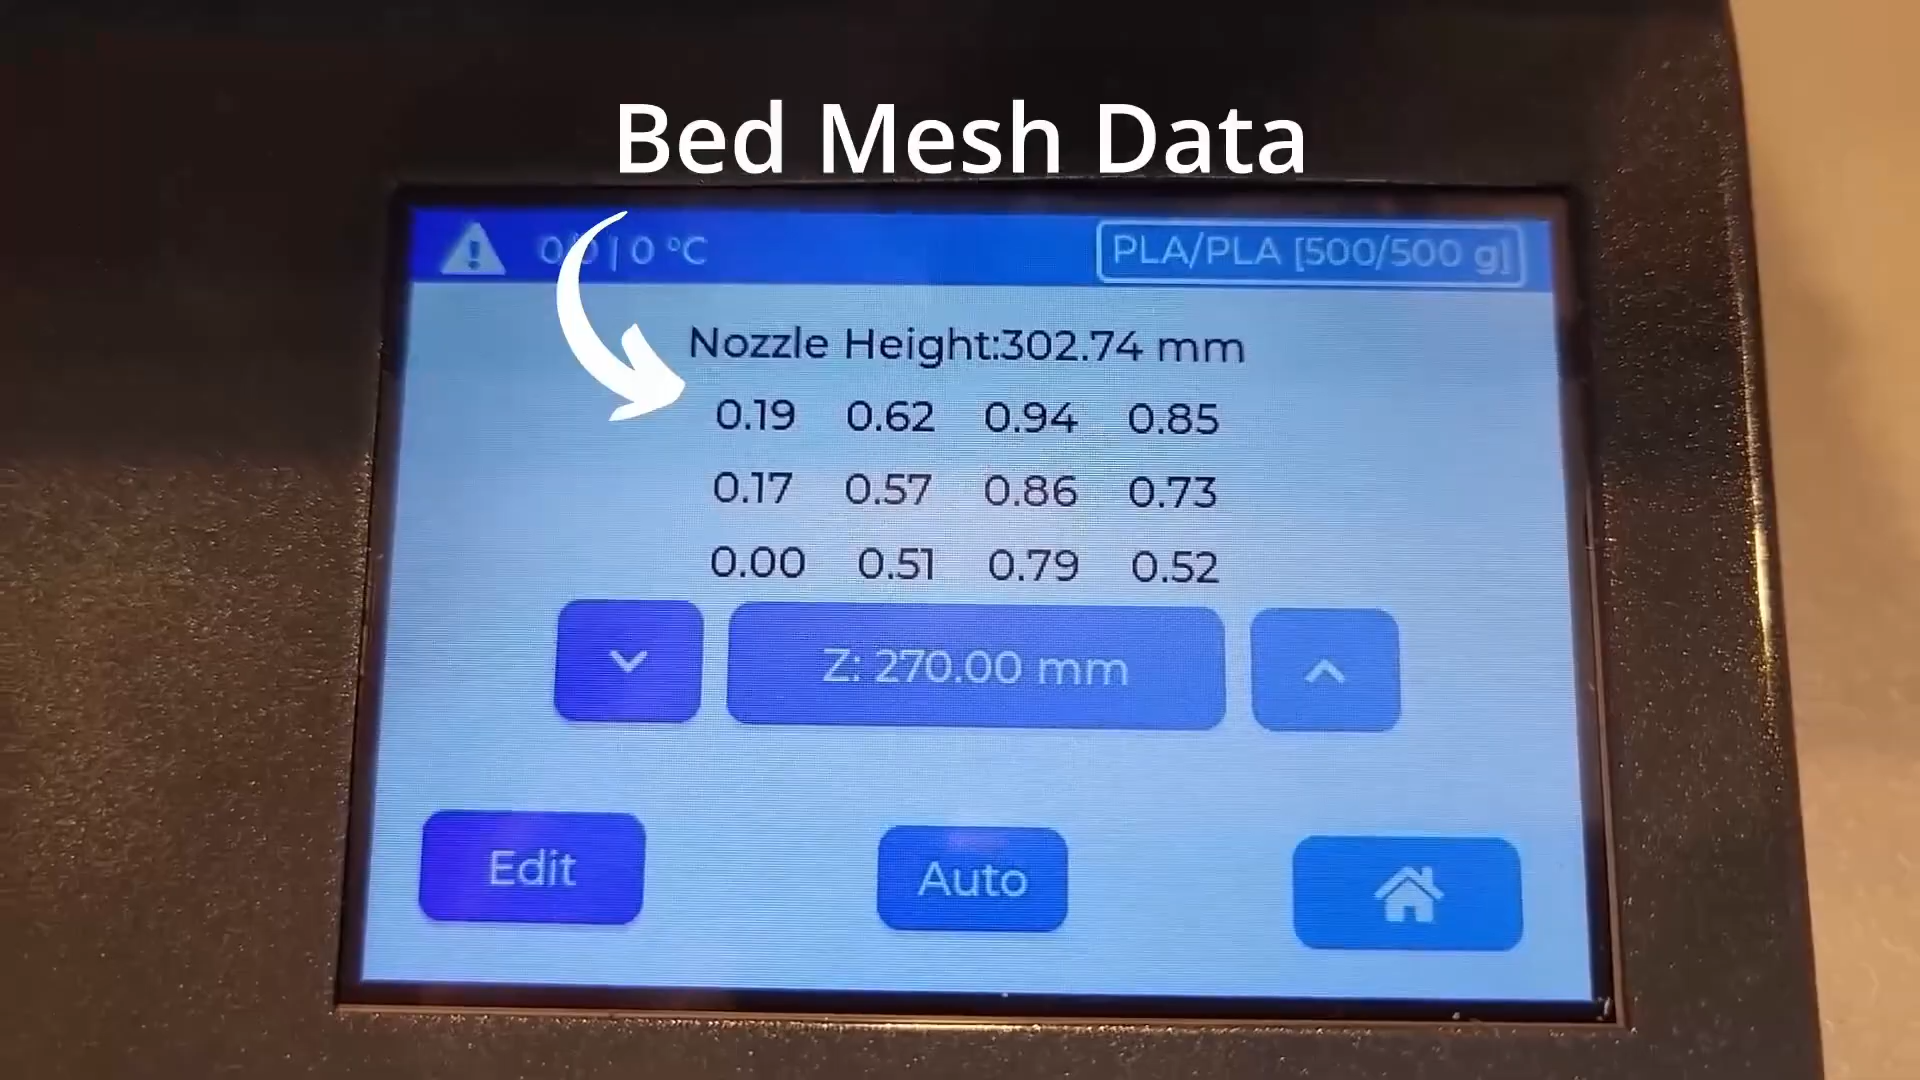 Bed Mesh Data
0/0 | 0 °C
PLA/PLA [500/500 g]
Nozzle Height:302.74 mm
0.19 0.62 0.94 0.85
0.17 0.57 0.86 0.73
0.00 0.51 0.79 0.52
Z: 270.00 mm
Edit
Auto